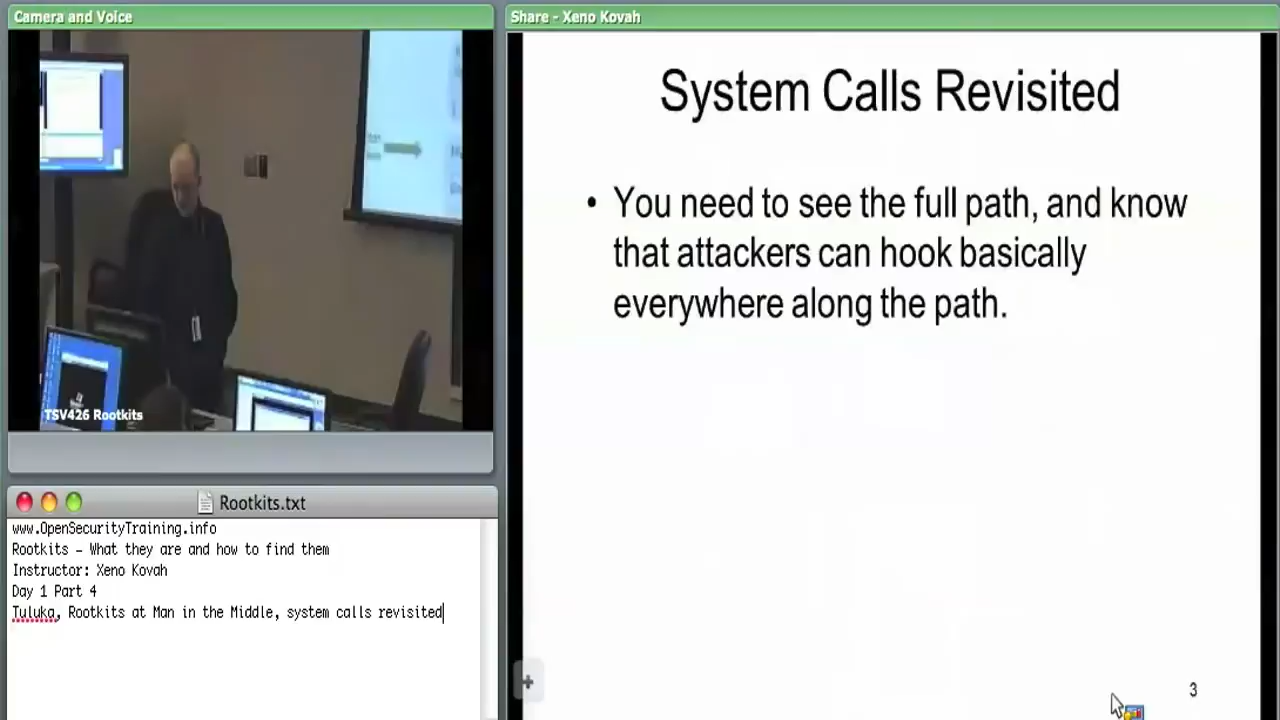 Camera and Voice
Share - Xeno Kovah
TSV426 Rootkits
System Calls Revisited
• You need to see the full path, and know
that attackers can hook basically
everywhere along the path.
3
Rootkits.txt
www.OpenSecurityTraining.info
Rootkits - What they are and how to find them
Instructor: Xeno Kovah
Day 1 Part 4
Tuluka, Rootkits at Man in the Middle, system calls revisited